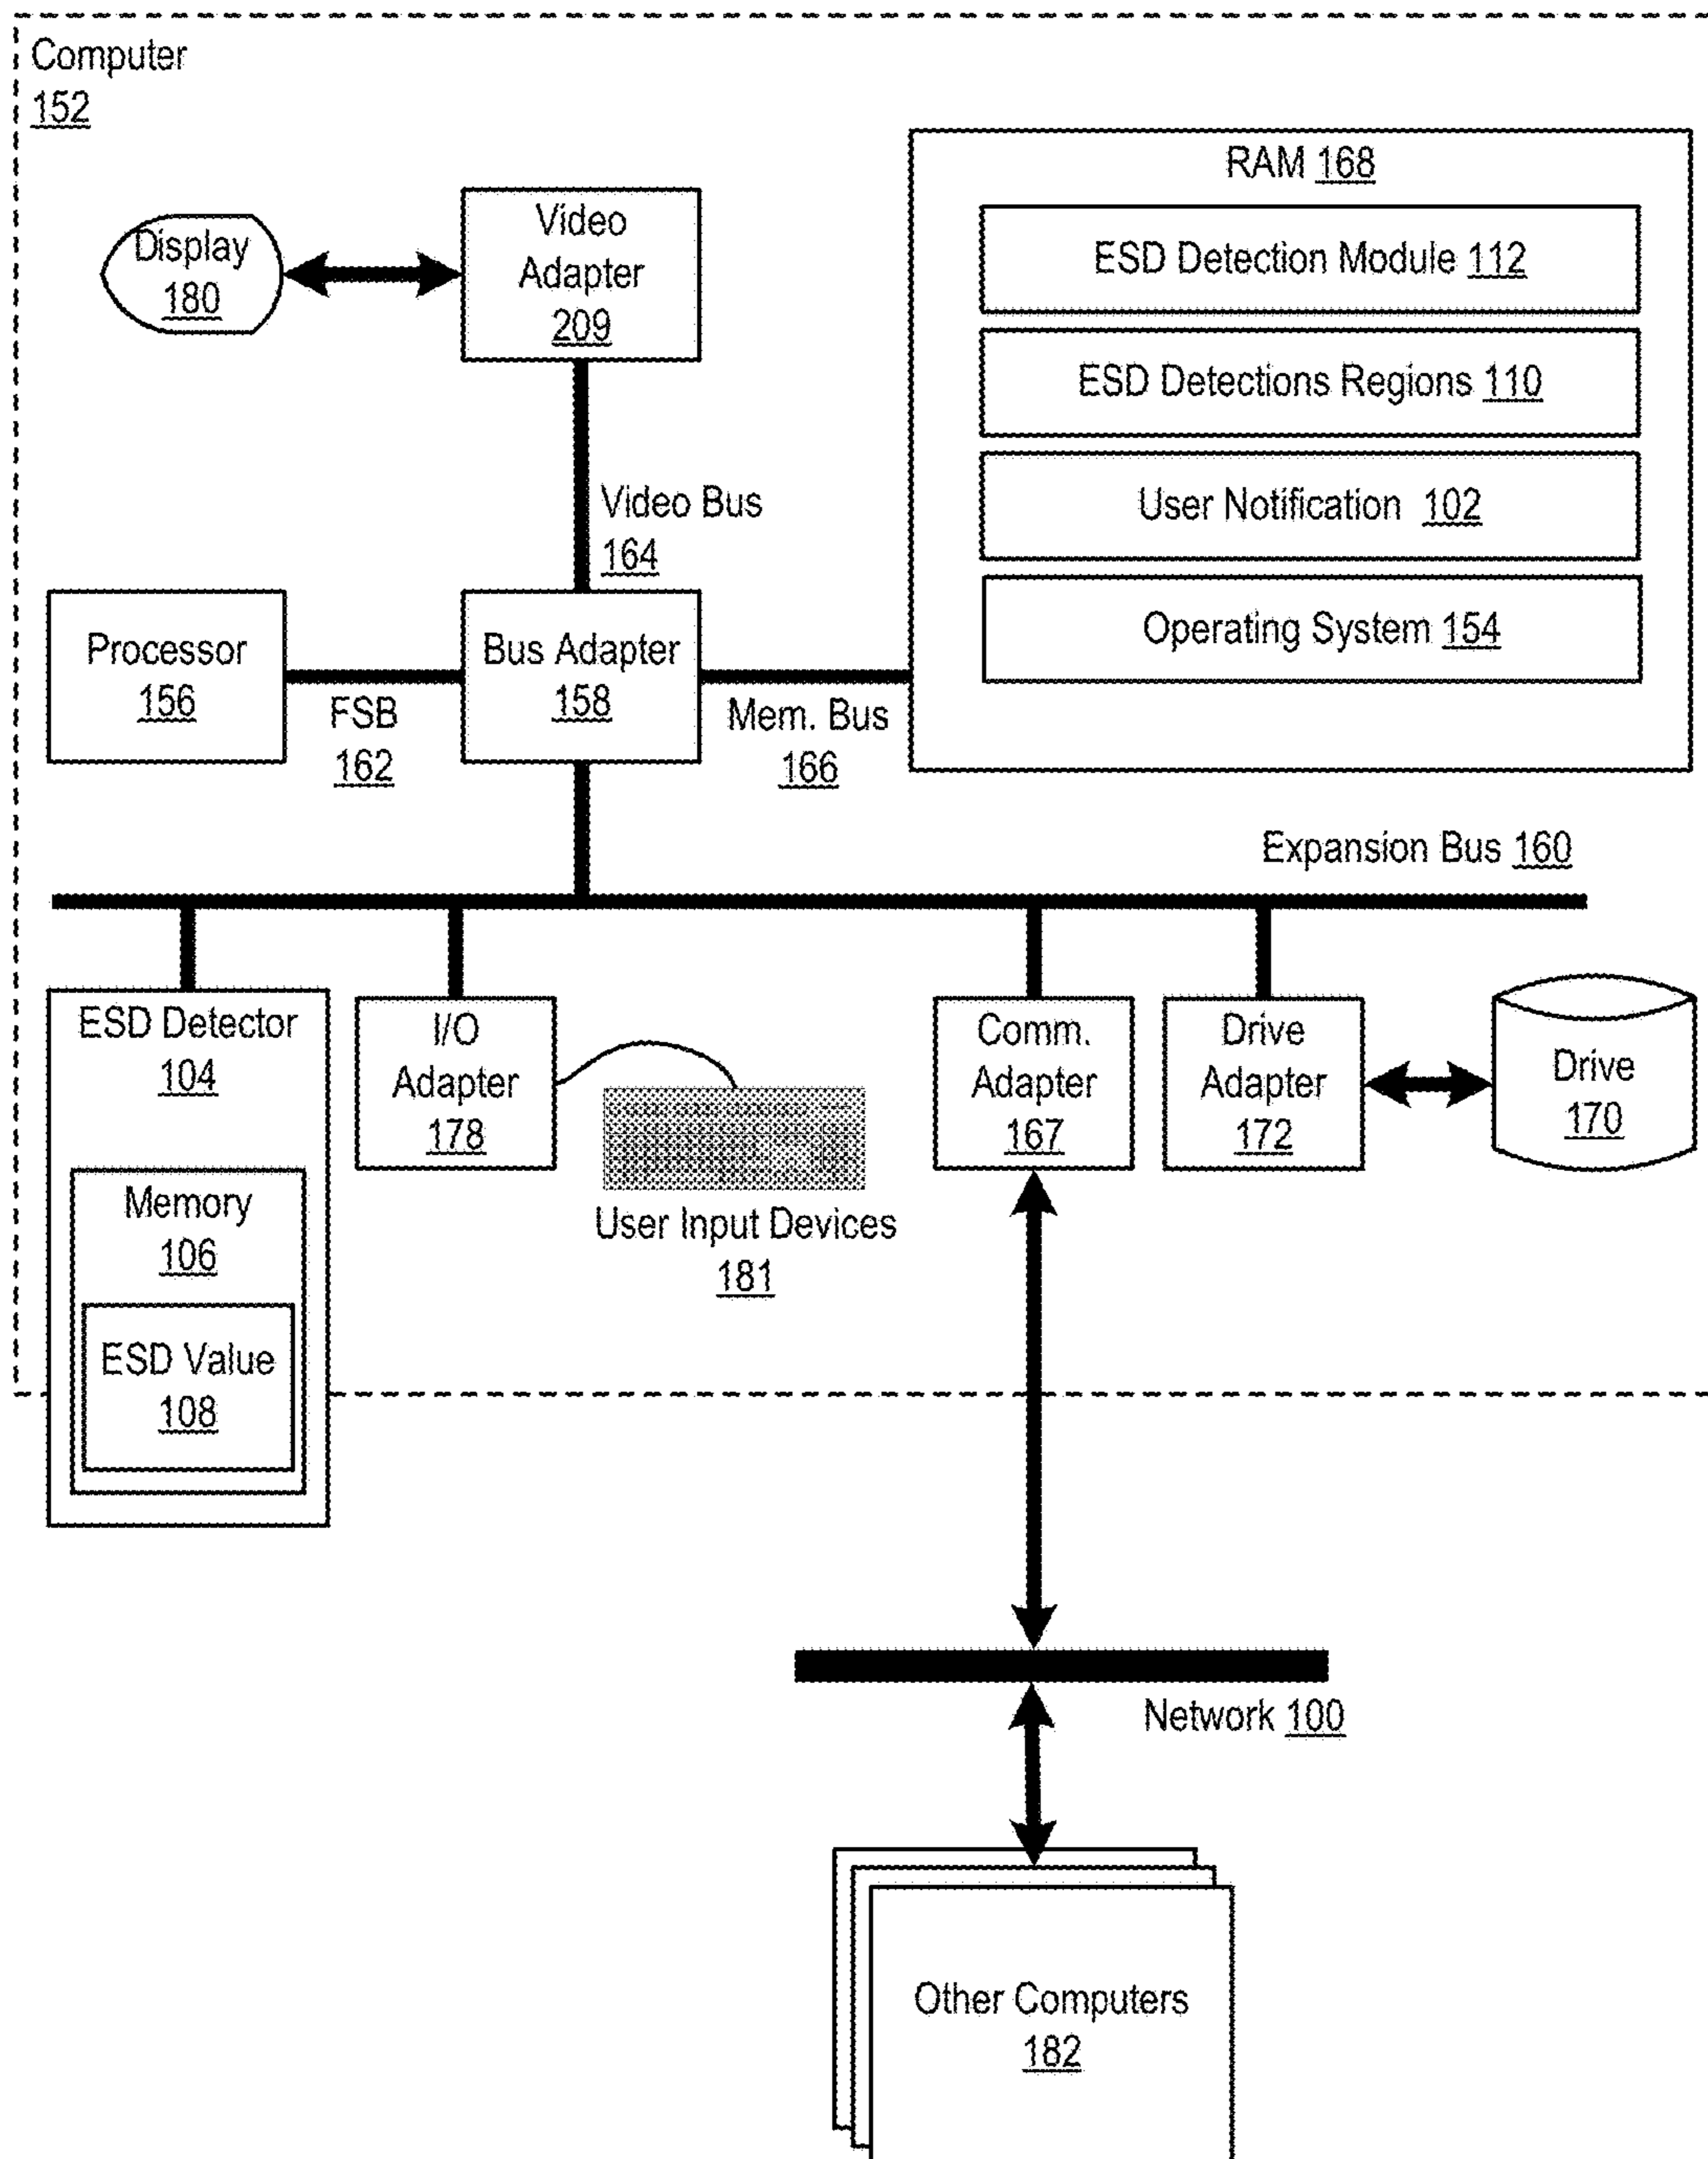 Computer
152
RAM 168
Display
180
Video
Adapter
209
ESD Detection Module 112
ESD Detections Regions 110
User Notification 102
Operating System 154
Video Bus
164
Processor
156
FSB
162
Bus Adapter
158
Mem. Bus
166
Expansion Bus 160
ESD Detector
104
Memory
106
ESD Value
108
I/O
Adapter
178
User Input Devices
181
Comm.
Adapter
167
Drive
Adapter
172
Drive
170
Network 100
Other Computers
182